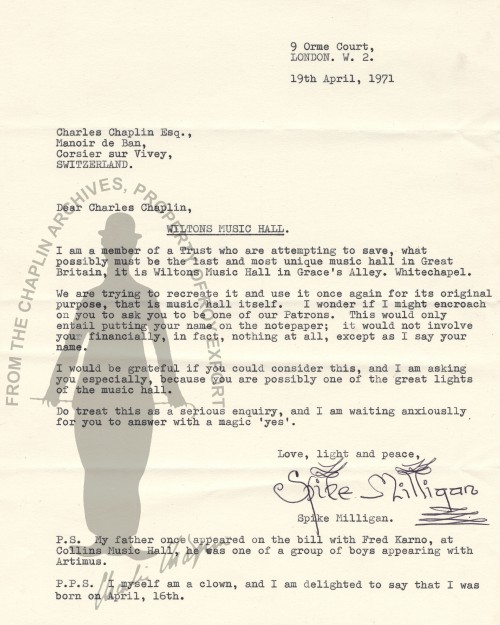 9 Orme Court,
LONDON. W. 2.
19th April, 1971
Charles Chaplin Esq.,
Manoir de Ban,
Corsier sur Vivey,
SWITZERLAND.
Dear Charles Chaplin,
WILTONS MUSIC HALL.
I am a member of a Trust who are attempting to save, what
possibly must be the last and most unique music hall in Great
Britain, it is Wiltons Music Hall in Grace's Alley. Whitechapel.
We are trying to recreate it and use it once again for its original
purpose, that is music hall itself. I wonder if I might encroach
on you to ask you to be one of our Patrons. This would only
entail putting your name on the notepaper; it would not involve
you financially, in fact, nothing at all, except as I say your
name.
I would be grateful if you could consider this, and I am asking
you especially, because you are possibly one of the great lights
of the music hall.
Do treat this as a serious enquiry, and I am waiting anxiouslly
for you to answer with a magic 'yes'.
Love, light and peace,
Spike Milligan
Spike Milligan.
P.S. My father once appeared on the bill with Fred Karno, at
Collins Music Hall, he was one of a group of boys appearing with
Artimus.
P.P.S. I myself am a clown, and I am delighted to say that I was
born on April, 16th.
FROM THE CHAPLIN ARCHIVES, PROPERTY OF ROY EXPORT
Charlie Chaplin